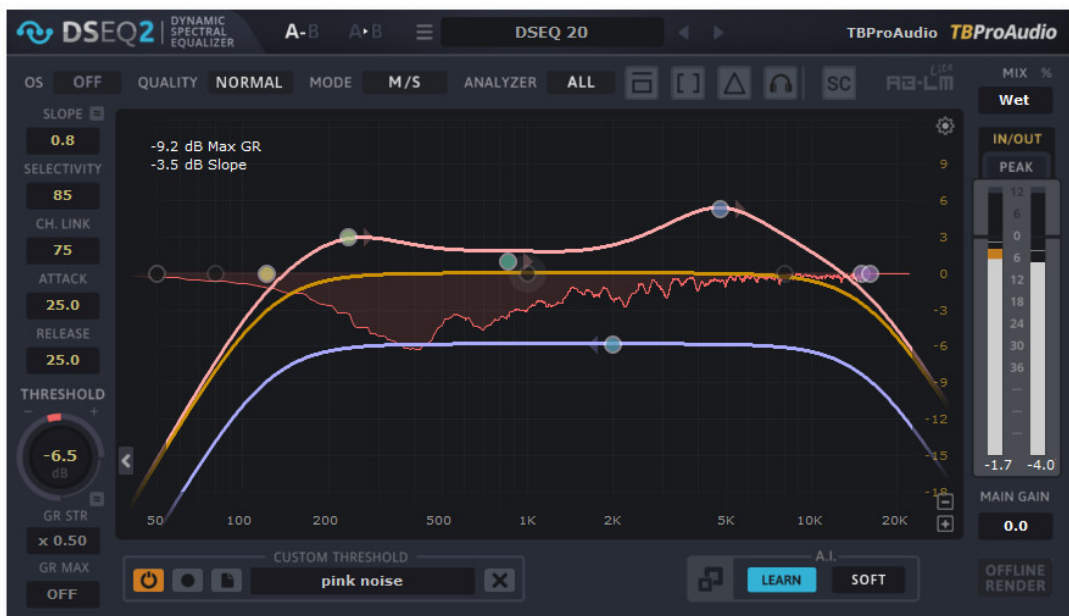 DSEQ2 DYNAMIC SPECTRAL EQUALIZER
A-B
A▸B
DSEQ 20
TBProAudio
TBProAudio
OS OFF
QUALITY NORMAL
MODE M/S
ANALYZER ALL
SC
AB-LM Lite
MIX %
Wet
SLOPE
0.8
SELECTIVITY
85
CH. LINK
75
ATTACK
25.0
RELEASE
25.0
THRESHOLD
- +
-6.5
dB
GR STR
x 0.50
GR MAX
OFF
-9.2 dB Max GR
-3.5 dB Slope
9
6
3
0
-3
-6
-9
-12
-15
-18
50 100 200 500 1K 2K 5K 10K 20K
IN/OUT
PEAK
12
6
0
6
12
18
24
30
36
-1.7 -4.0
MAIN GAIN
0.0
CUSTOM THRESHOLD
pink noise
A.I.
LEARN SOFT
OFFLINE
RENDER